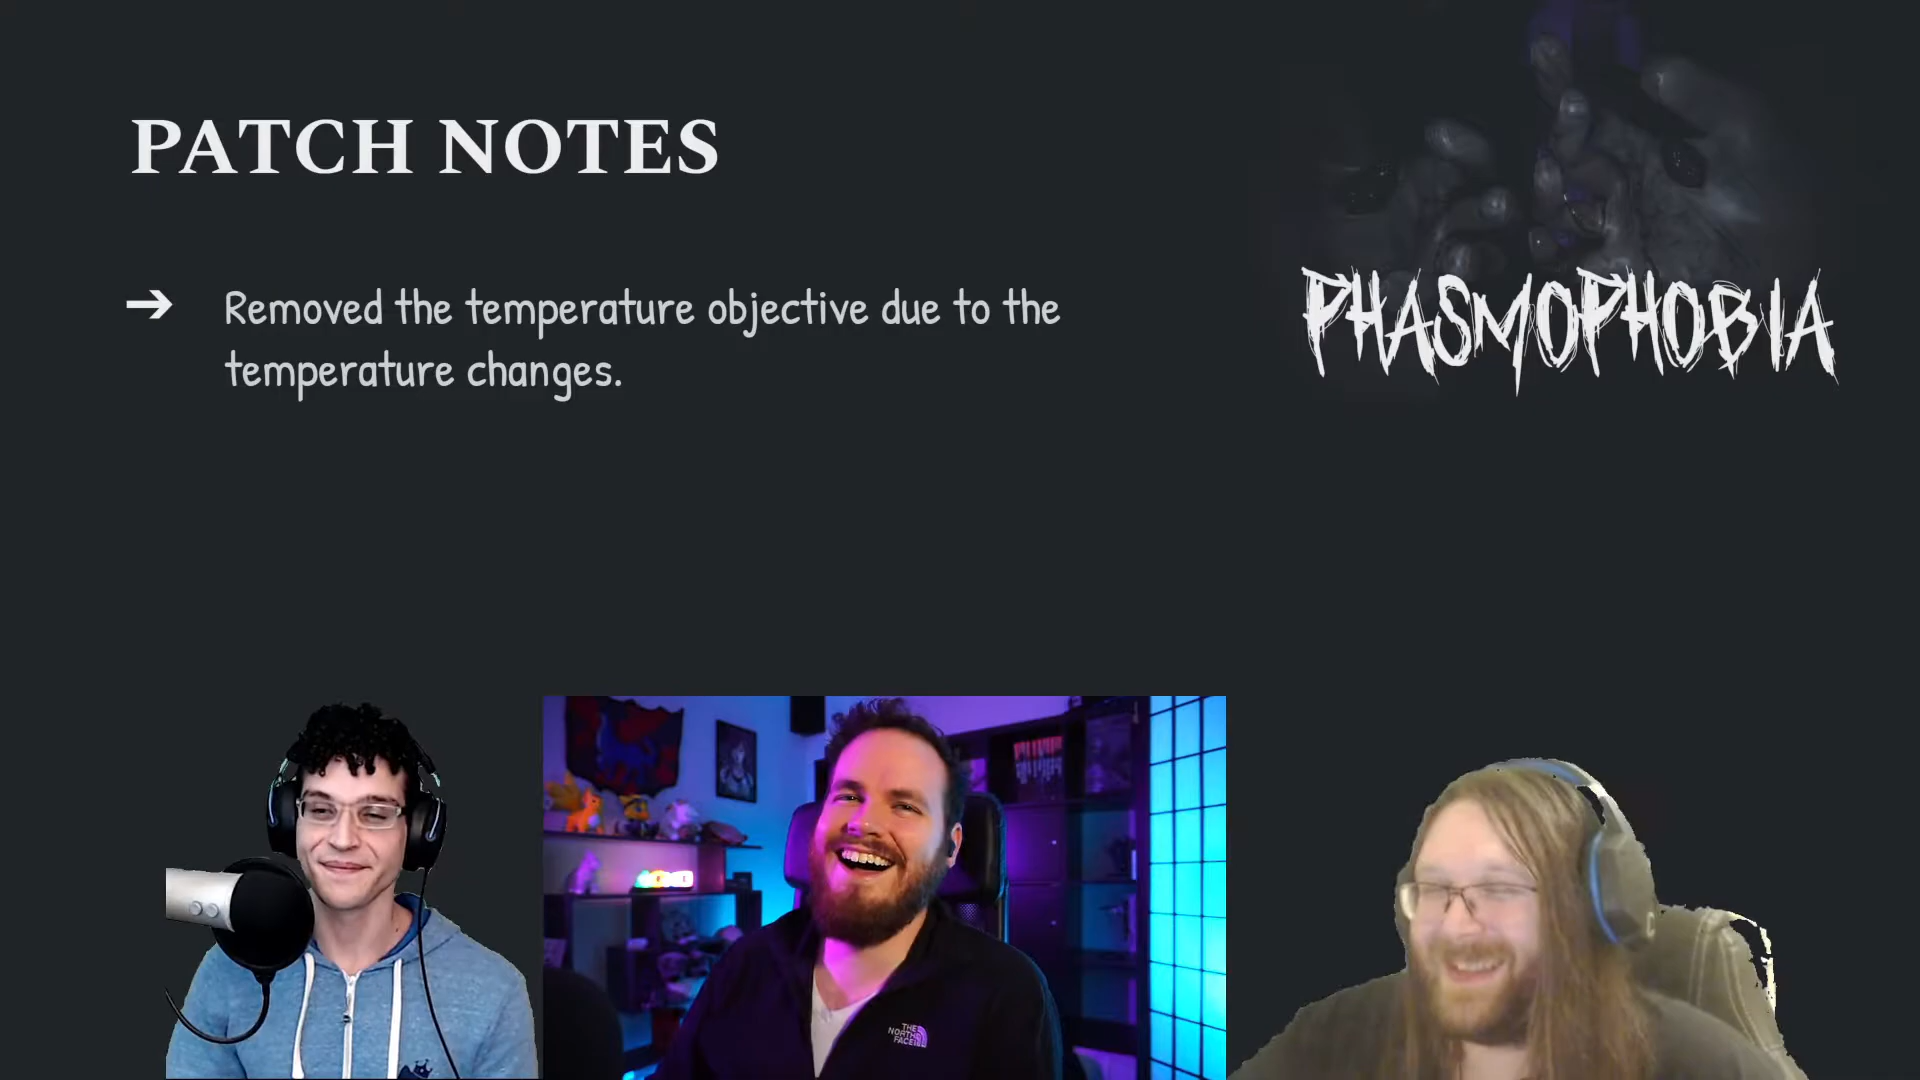 PATCH NOTES
➔ Removed the temperature objective due to the
temperature changes.
PHASMOPHOBIA
THE
NORTH
FACE